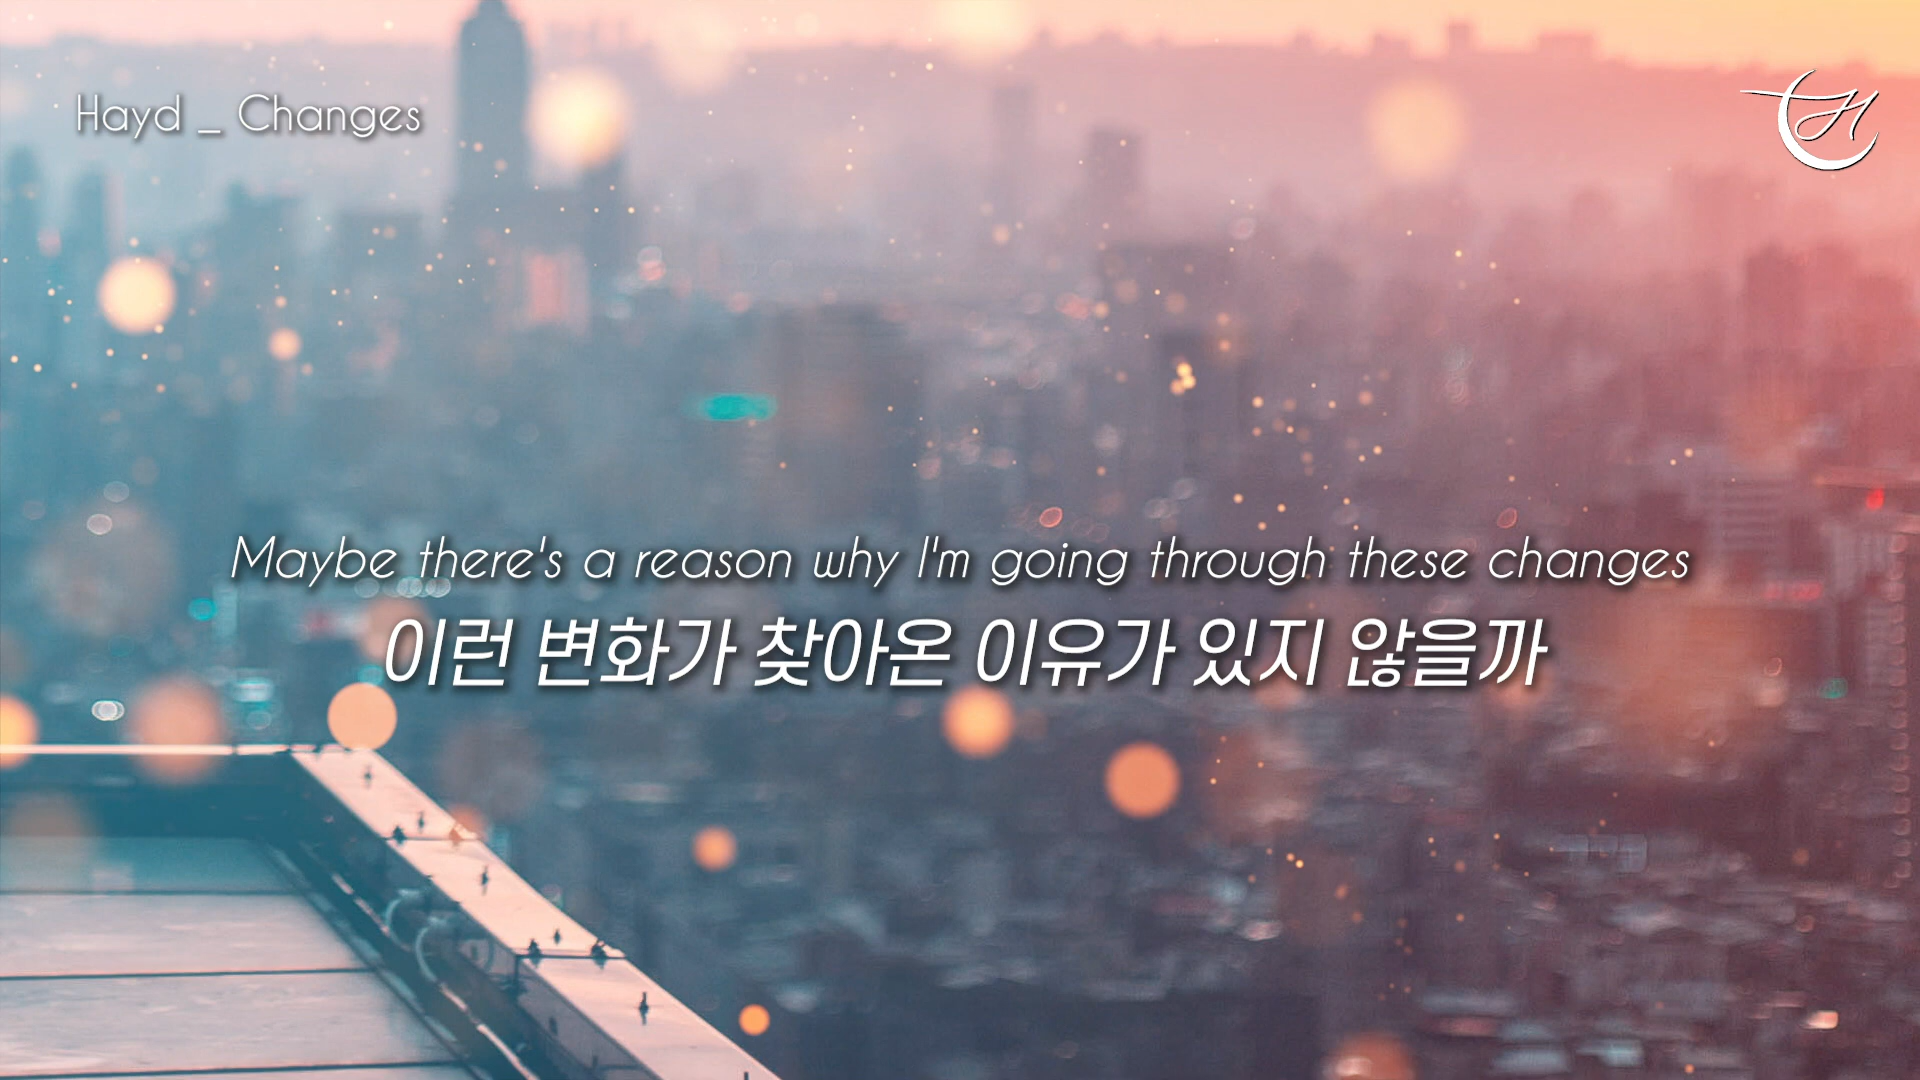 Hayd _ Changes
Maybe there's a reason why I'm going through these changes
이런 변화가 찾아온 이유가 있지 않을까